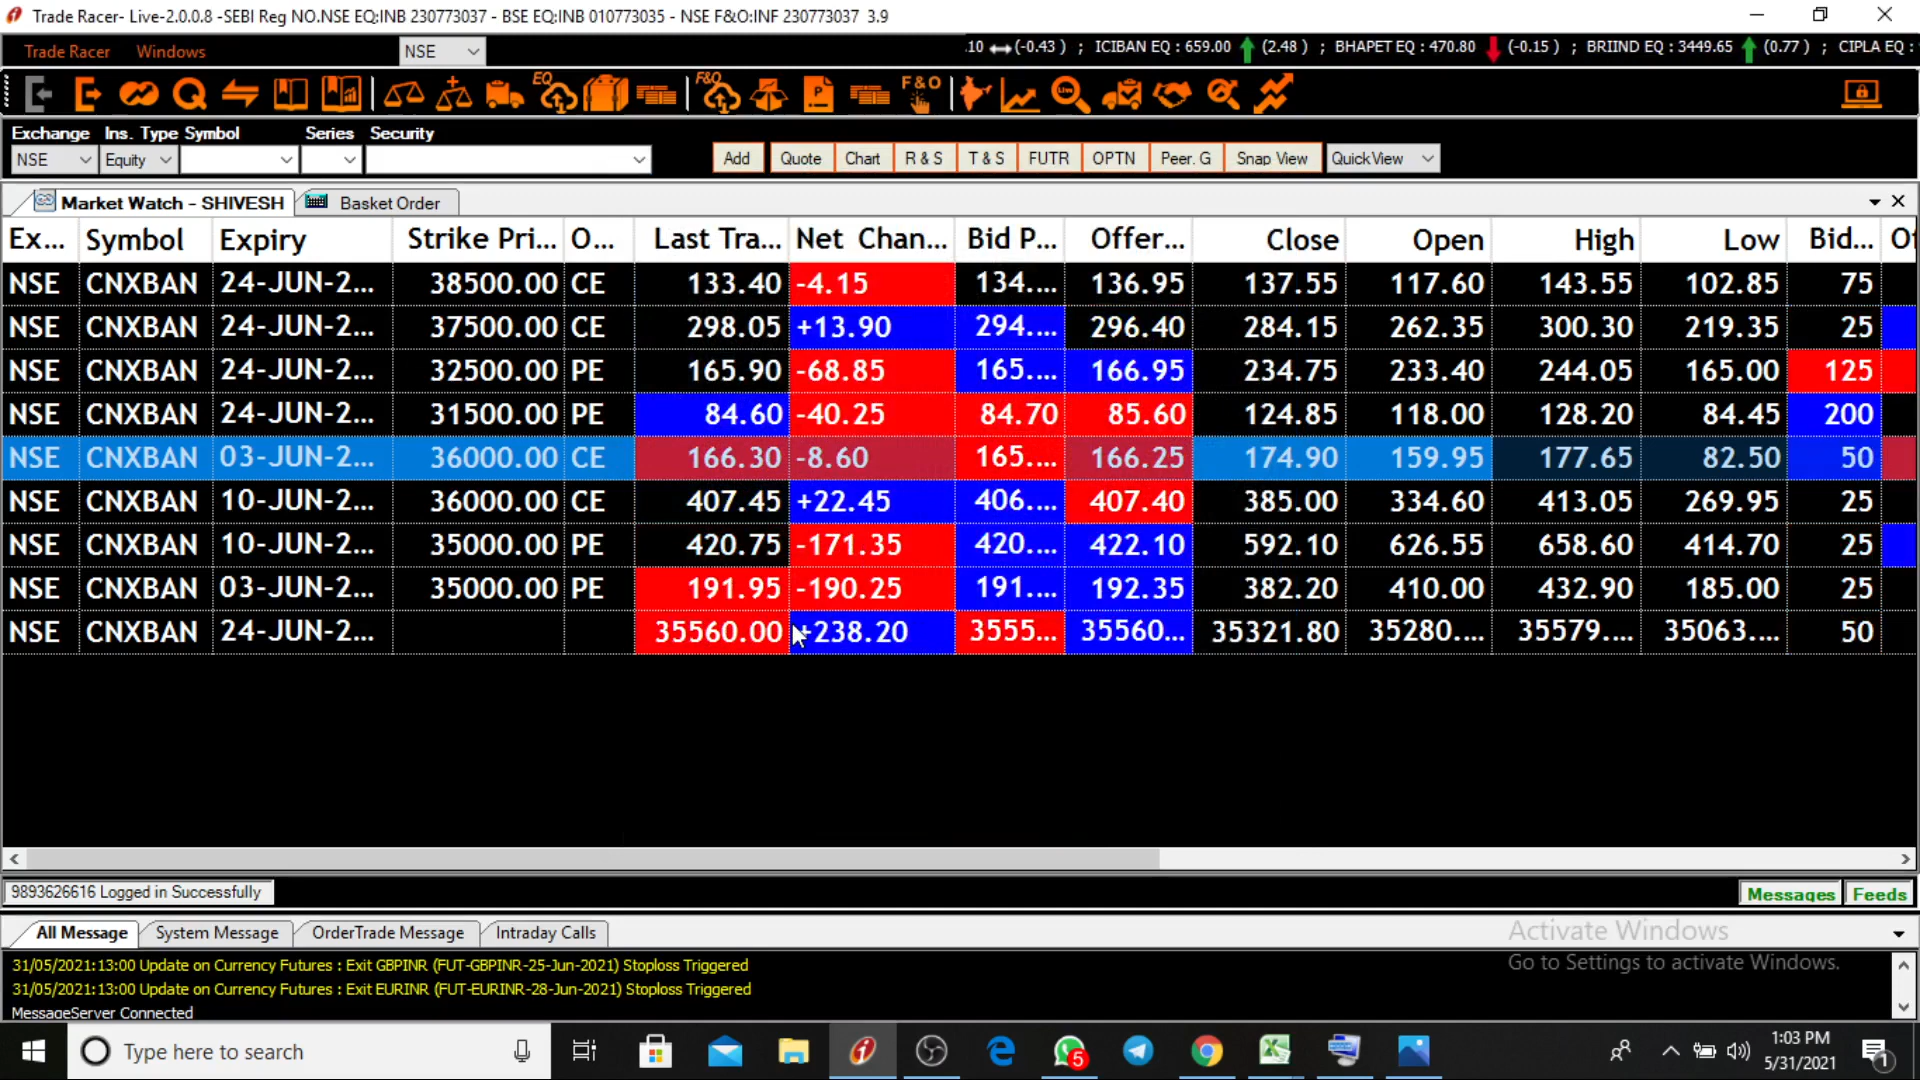 Trade Racer- Live-2.0.0.8 -SEBI Reg NO.NSE EQ:INB 230773037 - BSE EQ:INB 010773035 - NSE F&O:INF 230773037 3.9
Trade Racer Windows NSE .10 (-0.43 ) ; ICIBAN EQ : 659.00 (2.48 ) ; BHAPET EQ : 470.80 (-0.15 ) ; BRIIND EQ : 3449.65 (0.77 ) ; CIPLA EQ :
EQ F&O F&O
Exchange Ins. Type Symbol Series Security
NSE Equity Add Quote Chart R & S T & S FUTR OPTN Peer. G Snap View QuickView
Market Watch - SHIVESH Basket Order
Ex... Symbol Expiry Strike Pri... O... Last Tra... Net Chan... Bid P... Offer... Close Open High Low Bid... Of
NSE CNXBAN 24-JUN-2... 38500.00 CE 133.40 -4.15 134.... 136.95 137.55 117.60 143.55 102.85 75
NSE CNXBAN 24-JUN-2... 37500.00 CE 298.05 +13.90 294.... 296.40 284.15 262.35 300.30 219.35 25
NSE CNXBAN 24-JUN-2... 32500.00 PE 165.90 -68.85 165.... 166.95 234.75 233.40 244.05 165.00 125
NSE CNXBAN 24-JUN-2... 31500.00 PE 84.60 -40.25 84.70 85.60 124.85 118.00 128.20 84.45 200
NSE CNXBAN 03-JUN-2... 36000.00 CE 166.30 -8.60 165.... 166.25 174.90 159.95 177.65 82.50 50
NSE CNXBAN 10-JUN-2... 36000.00 CE 407.45 +22.45 406.... 407.40 385.00 334.60 413.05 269.95 25
NSE CNXBAN 10-JUN-2... 35000.00 PE 420.75 -171.35 420.... 422.10 592.10 626.55 658.60 414.70 25
NSE CNXBAN 03-JUN-2... 35000.00 PE 191.95 -190.25 191.... 192.35 382.20 410.00 432.90 185.00 25
NSE CNXBAN 24-JUN-2... 35560.00 +238.20 3555... 35560... 35321.80 35280.... 35579.... 35063.... 50
9893626616 Logged in Successfully Messages Feeds
All Message System Message OrderTrade Message Intraday Calls
Activate Windows
Go to Settings to activate Windows.
31/05/2021:13:00 Update on Currency Futures : Exit GBPINR (FUT-GBPINR-25-Jun-2021) Stoploss Triggered
31/05/2021:13:00 Update on Currency Futures : Exit EURINR (FUT-EURINR-28-Jun-2021) Stoploss Triggered
MessageServer Connected
Type here to search 5 1:03 PM
5/31/2021 1